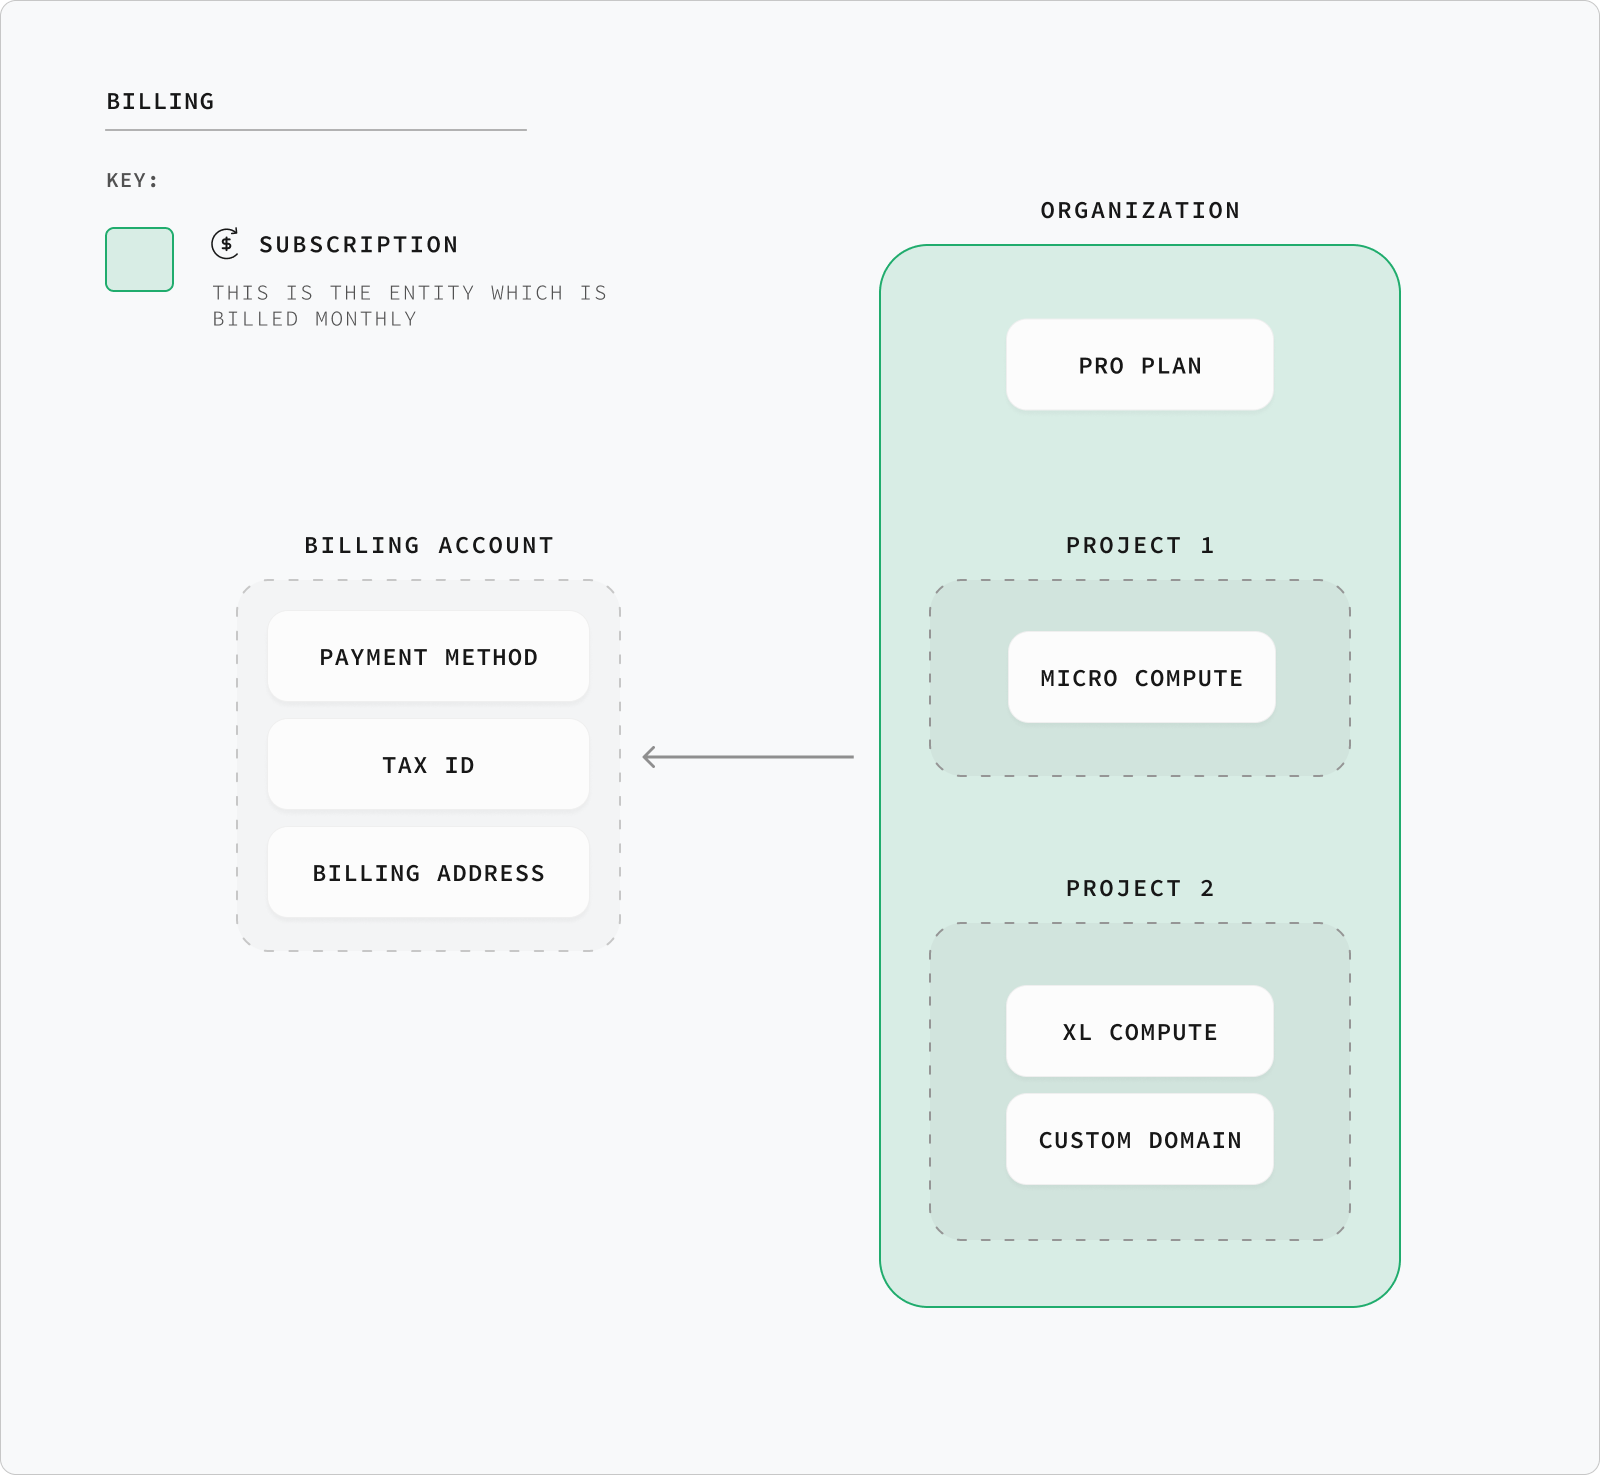 BILLING
KEY:
SUBSCRIPTION
THIS IS THE ENTITY WHICH IS
BILLED MONTHLY
BILLING ACCOUNT
PAYMENT METHOD
TAX ID
BILLING ADDRESS
ORGANIZATION
PRO PLAN
PROJECT 1
MICRO COMPUTE
PROJECT 2
XL COMPUTE
CUSTOM DOMAIN